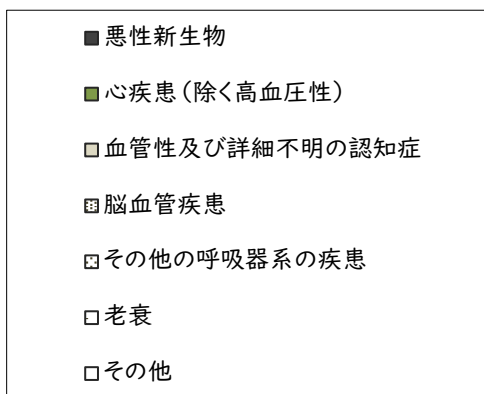 悪性新生物
心疾患（除く高血圧性）
血管性及び詳細不明の認知症
脳血管疾患
その他の呼吸器系の疾患
老衰
その他